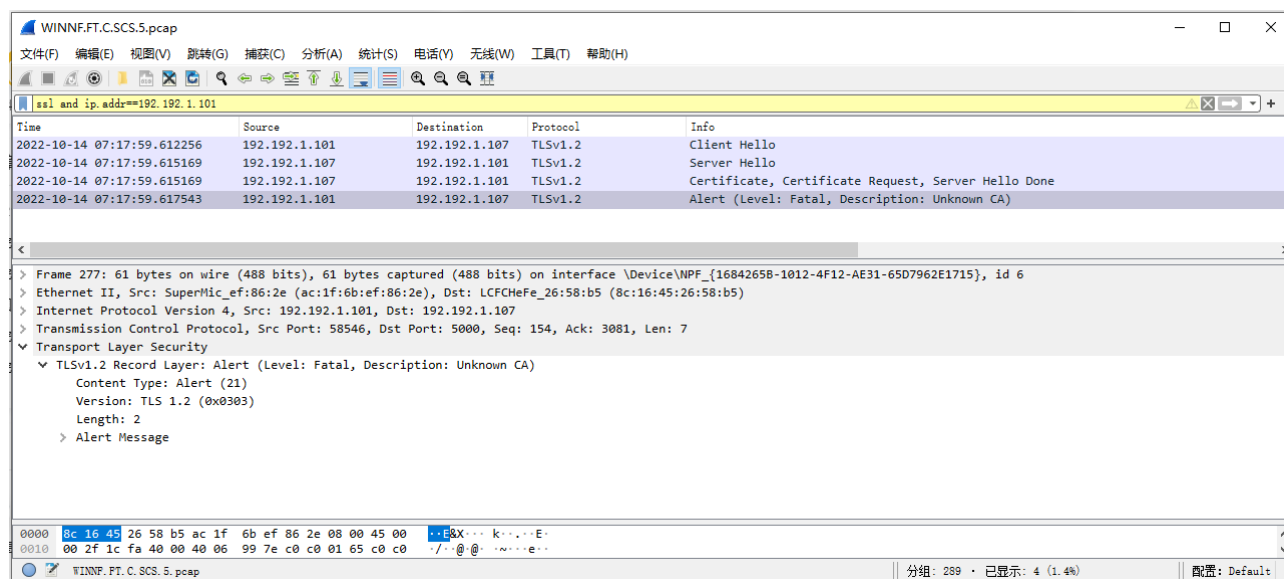 WINNF.FT.C.SCS.5.pcap
文件(F) 编辑(E) 视图(V) 跳转(G) 捕获(C) 分析(A) 统计(S) 电话(Y) 无线(W) 工具(T) 帮助(H)
ssl and ip.addr==192.192.1.101
Time Source Destination Protocol Info
2022-10-14 07:17:59.612256 192.192.1.101 192.192.1.107 TLSv1.2 Client Hello
2022-10-14 07:17:59.615169 192.192.1.107 192.192.1.101 TLSv1.2 Server Hello
2022-10-14 07:17:59.615169 192.192.1.107 192.192.1.101 TLSv1.2 Certificate, Certificate Request, Server Hello Done
2022-10-14 07:17:59.617543 192.192.1.101 192.192.1.107 TLSv1.2 Alert (Level: Fatal, Description: Unknown CA)
Frame 277: 61 bytes on wire (488 bits), 61 bytes captured (488 bits) on interface \Device\NPF_{1684265B-1012-4F12-AE31-65D7962E1715}, id 6
Ethernet II, Src: SuperMic_ef:86:2e (ac:1f:6b:ef:86:2e), Dst: LCFCHeFe_26:58:b5 (8c:16:45:26:58:b5)
Internet Protocol Version 4, Src: 192.192.1.101, Dst: 192.192.1.107
Transmission Control Protocol, Src Port: 58546, Dst Port: 5000, Seq: 154, Ack: 3081, Len: 7
Transport Layer Security
TLSv1.2 Record Layer: Alert (Level: Fatal, Description: Unknown CA)
Content Type: Alert (21)
Version: TLS 1.2 (0x0303)
Length: 2
Alert Message
0000 8c 16 45 26 58 b5 ac 1f 6b ef 86 2e 08 00 45 00 ··E&X··· k··.··E·
0010 00 2f 1c fa 40 00 40 06 99 7e c0 c0 01 65 c0 c0 ·/··@·@· ·~···e··
WINNF.FT.C.SCS.5.pcap 分组: 289 · 已显示: 4 (1.4%) 配置: Default